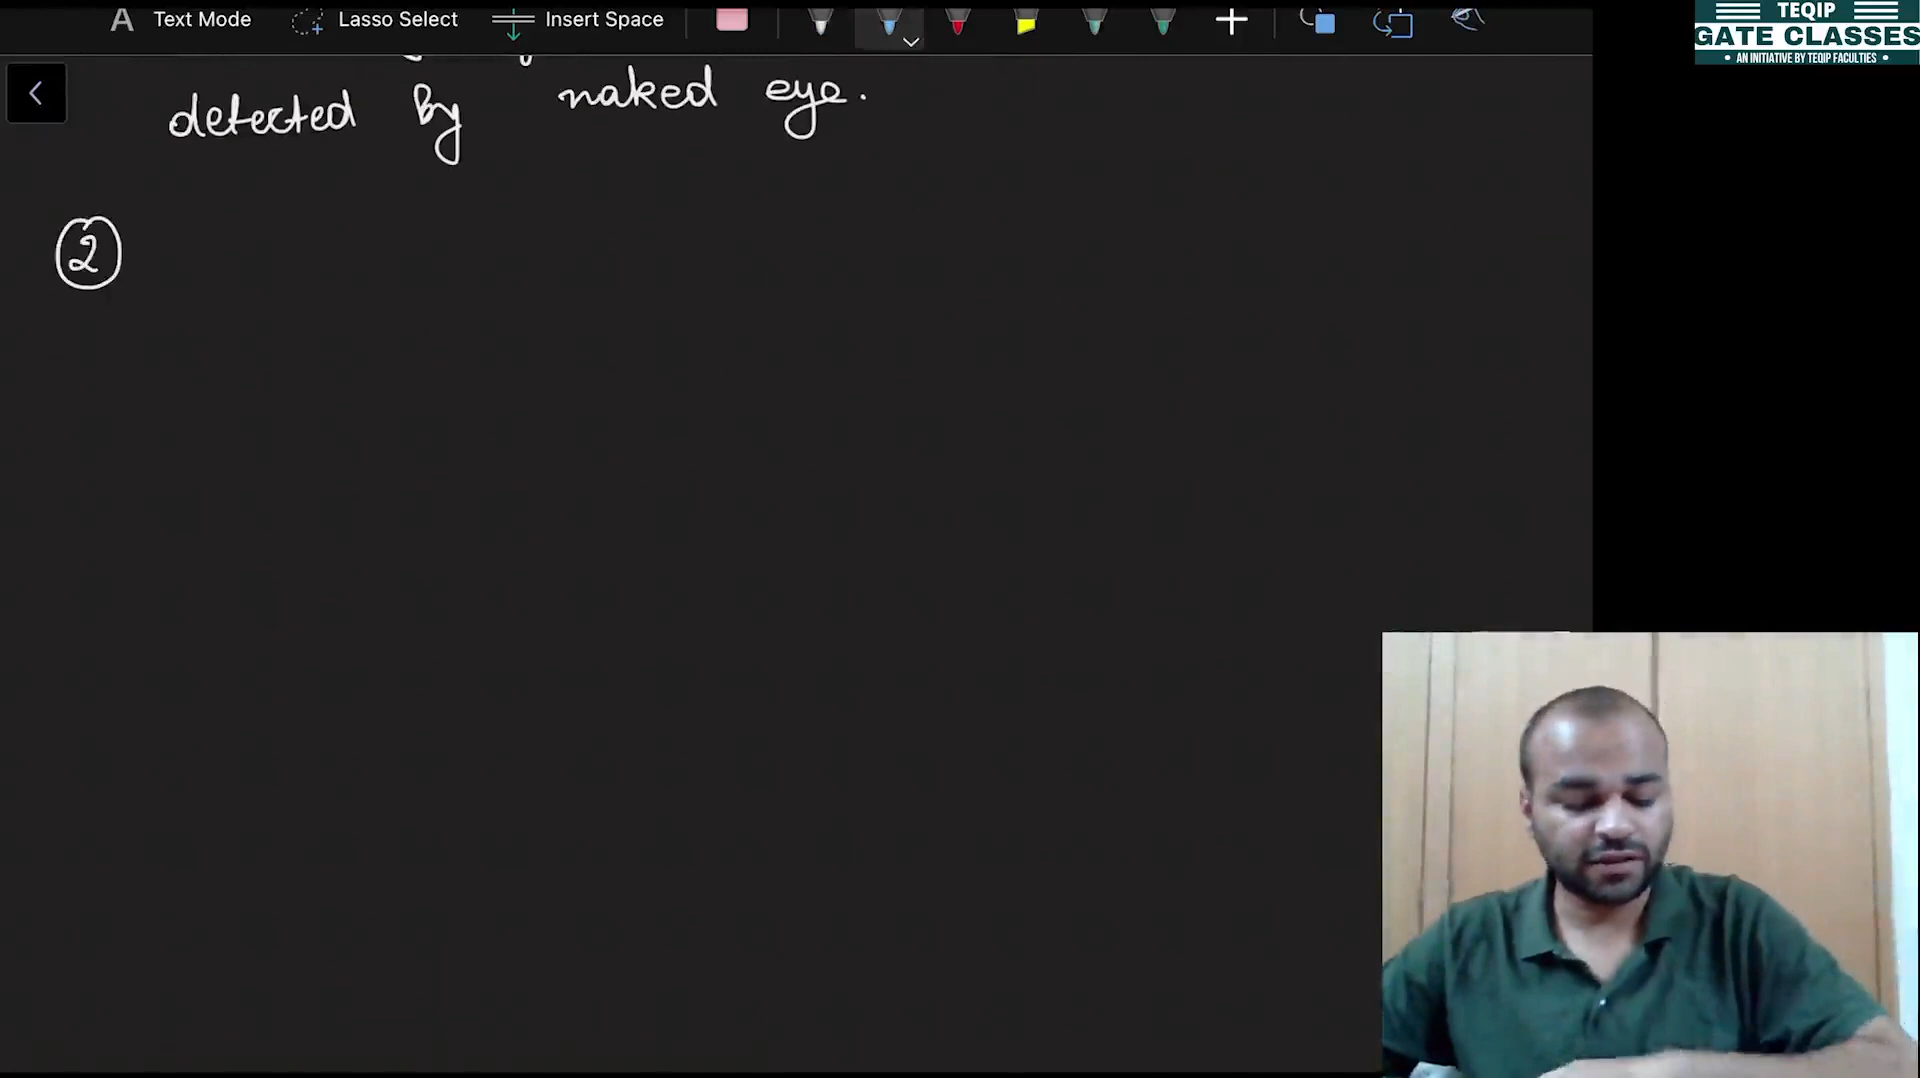 Text Mode Lasso Select Insert Space
TEQIP
GATE CLASSES
• AN INITIATIVE BY TEQIP FACULTIES •
detected By naked eye.
②